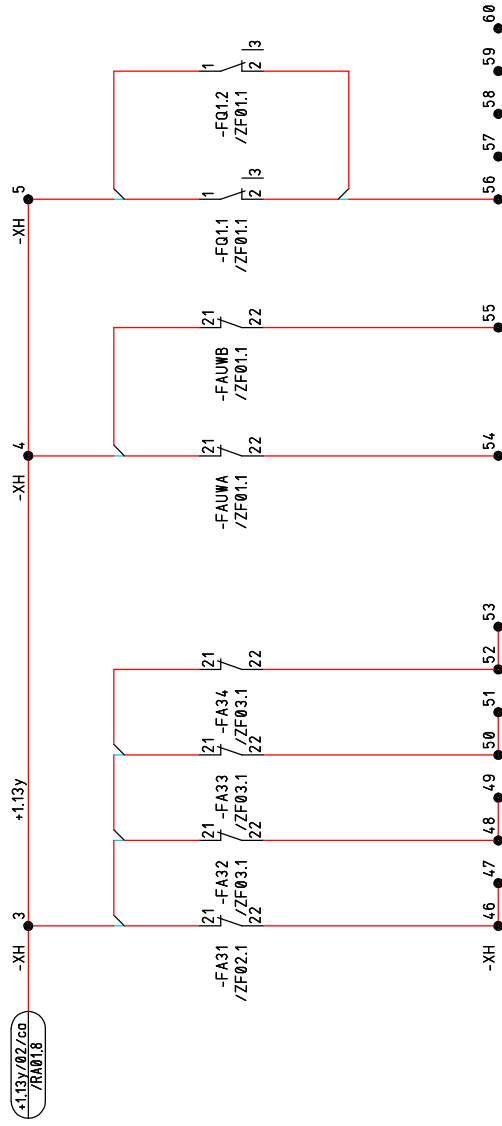 +1.13y/02/ca
/RA01.8
-XH
3
+1.13y
-XH
4
-XH
5
21
22
-FA31
/ZF02.1
21
22
-FA32
/ZF03.1
21
22
-FA33
/ZF03.1
21
22
-FA34
/ZF03.1
21
22
-FAUWA
/ZF01.1
21
22
-FAUWB
/ZF01.1
1
2
3
-FQ1.1
/ZF01.1
1
2
3
-FQ1.2
/ZF01.1
-XH
46
47
48
49
50
51
52
53
54
55
56
57
58
59
60